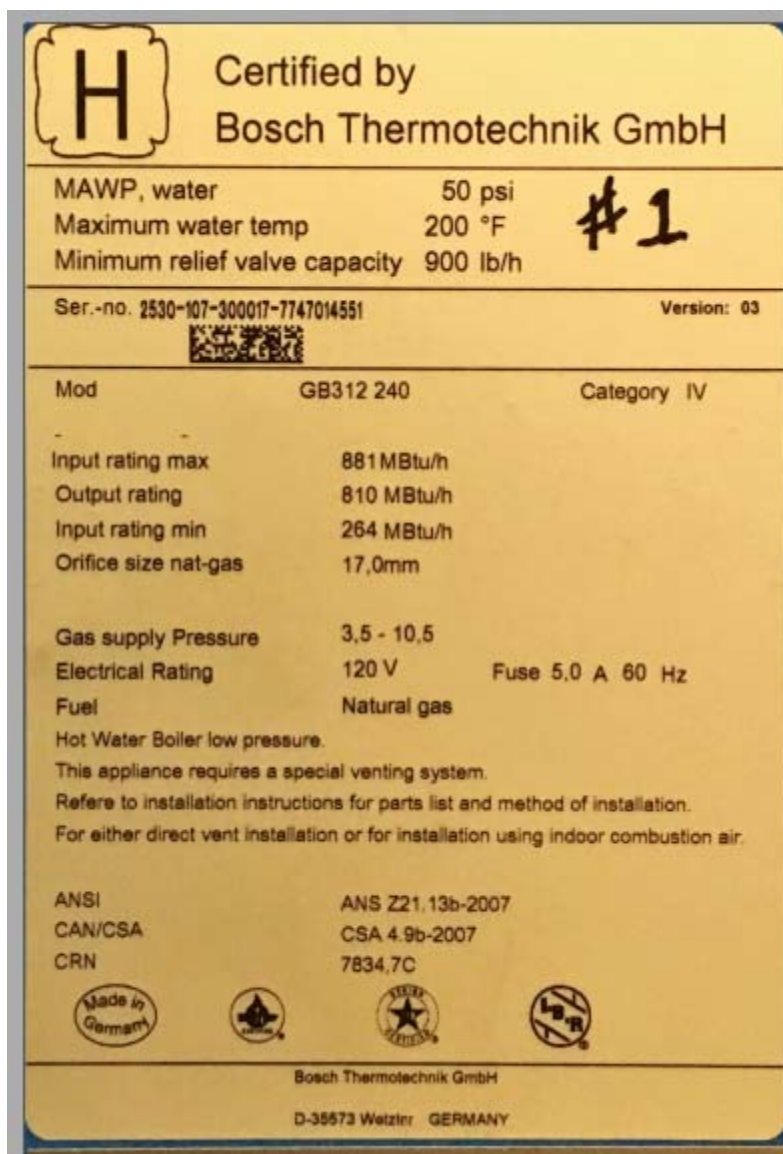 H
Certified by
Bosch Thermotechnik GmbH
MAWP, water 50 psi
Maximum water temp 200 °F
Minimum relief valve capacity 900 lb/h
#1
Ser.-no. 2530-107-300017-7747014551 Version: 03
Mod GB312 240 Category IV
- -
Input rating max 881 MBtu/h
Output rating 810 MBtu/h
Input rating min 264 MBtu/h
Orifice size nat-gas 17,0mm
Gas supply Pressure 3,5 - 10,5
Electrical Rating 120 V Fuse 5,0 A 60 Hz
Fuel Natural gas
Hot Water Boiler low pressure.
This appliance requires a special venting system.
Refere to installation instructions for parts list and method of installation.
For either direct vent installation or for installation using indoor combustion air.
ANSI ANS Z21.13b-2007
CAN/CSA CSA 4.9b-2007
CRN 7834,7C
Made in
Germany
Bosch Thermotechnik GmbH
D-35573 Wetzlnr GERMANY